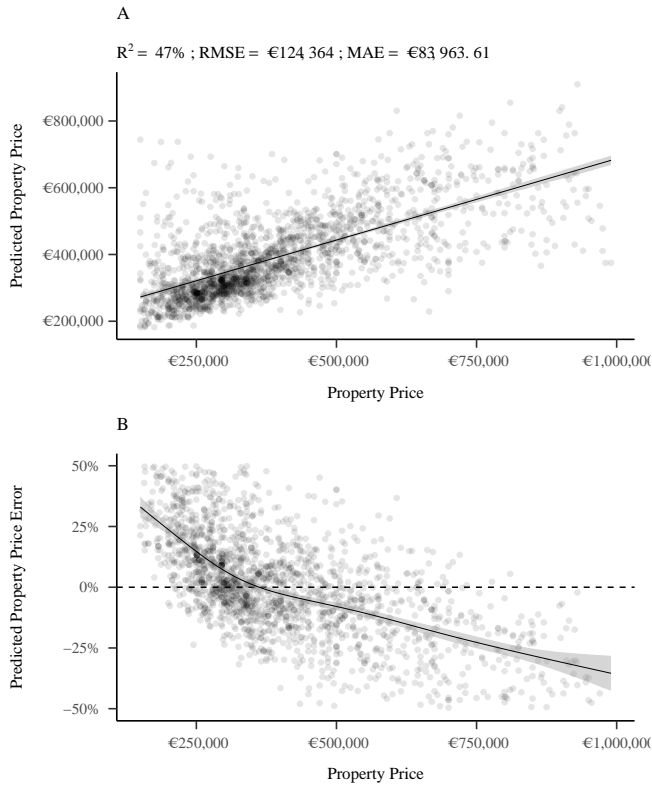 A
R² = 47% ; RMSE = €124,364 ; MAE = €83,963.61
€800,000
€600,000
€400,000
€200,000
Predicted Property Price
€250,000 €500,000 €750,000 €1,000,00
Property Price
B
50%
25%
0%
−25%
−50%
Predicted Property Price Error
€250,000 €500,000 €750,000 €1,000,00
Property Price